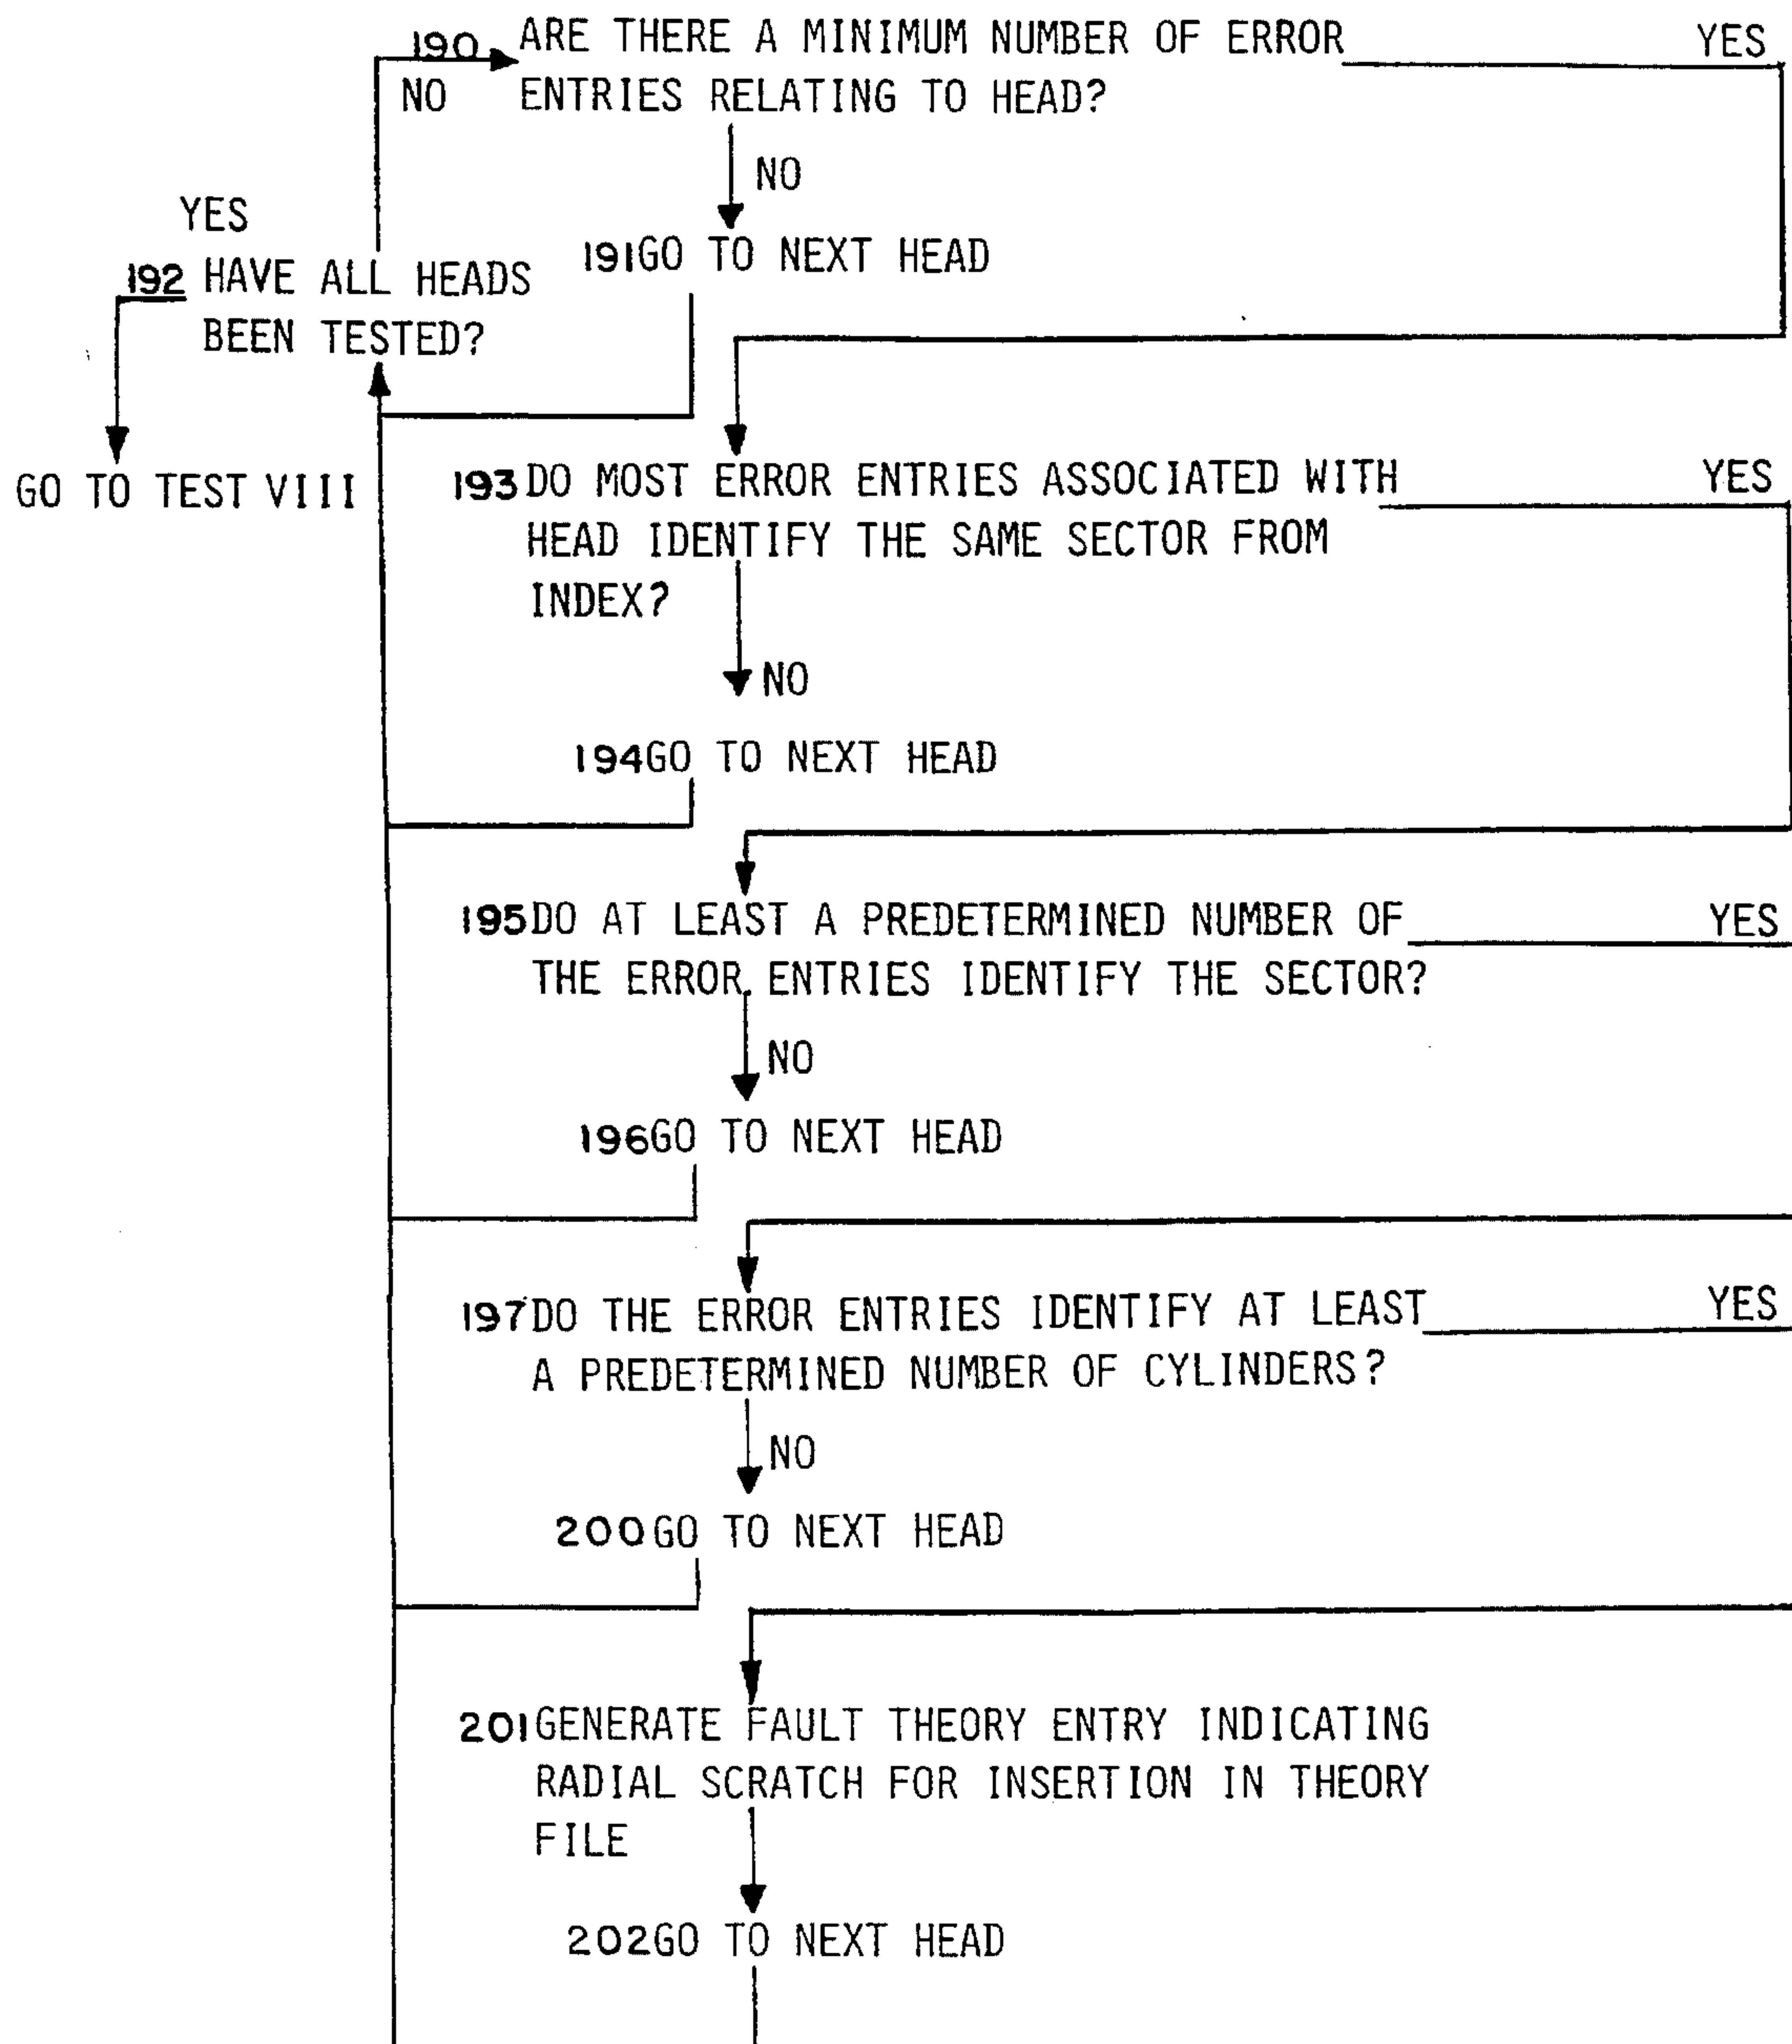 190 ARE THERE A MINIMUM NUMBER OF ERROR YES
NO ENTRIES RELATING TO HEAD?
NO
YES
191 GO TO NEXT HEAD
192 HAVE ALL HEADS
BEEN TESTED?
GO TO TEST VIII
193 DO MOST ERROR ENTRIES ASSOCIATED WITH YES
HEAD IDENTIFY THE SAME SECTOR FROM
INDEX?
NO
194 GO TO NEXT HEAD
195 DO AT LEAST A PREDETERMINED NUMBER OF YES
THE ERROR ENTRIES IDENTIFY THE SECTOR?
NO
196 GO TO NEXT HEAD
197 DO THE ERROR ENTRIES IDENTIFY AT LEAST YES
A PREDETERMINED NUMBER OF CYLINDERS?
NO
200 GO TO NEXT HEAD
201 GENERATE FAULT THEORY ENTRY INDICATING
RADIAL SCRATCH FOR INSERTION IN THEORY
FILE
202 GO TO NEXT HEAD